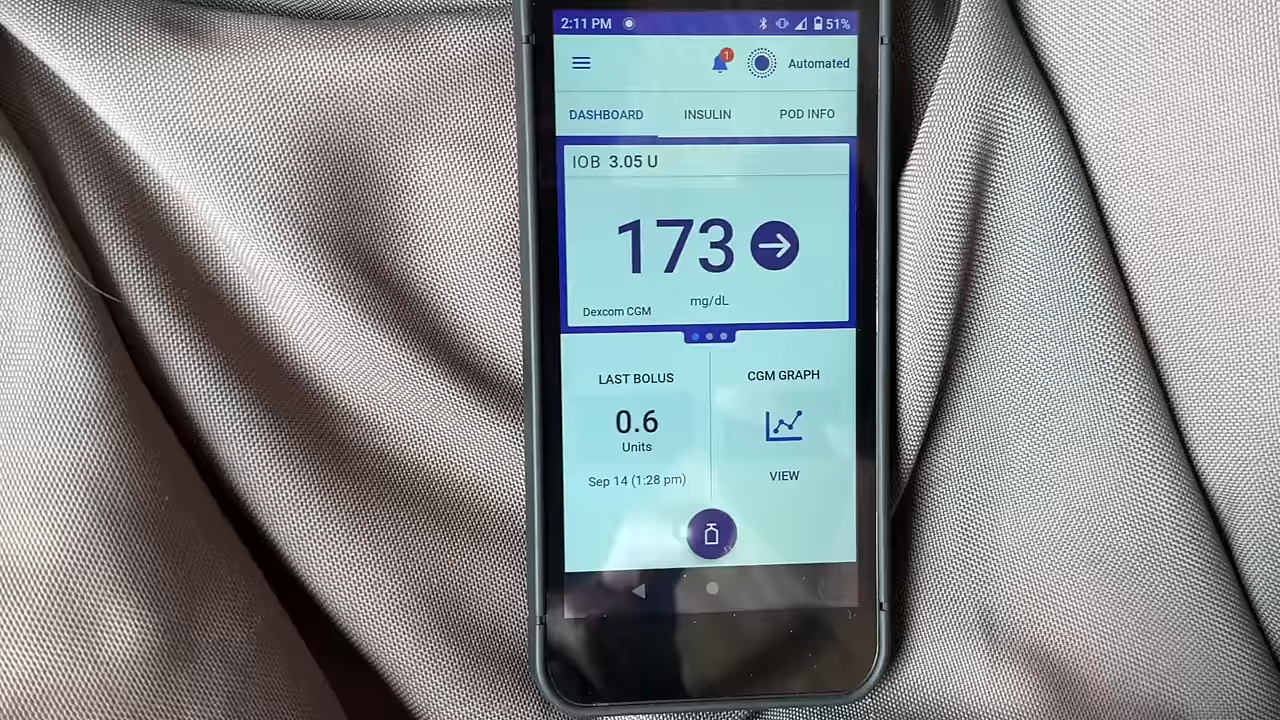 2:11 PM 51%
1
Automated
DASHBOARD INSULIN POD INFO
IOB 3.05 U
173
mg/dL
Dexcom CGM
LAST BOLUS
0.6
Units
Sep 14 (1:28 pm)
CGM GRAPH
VIEW